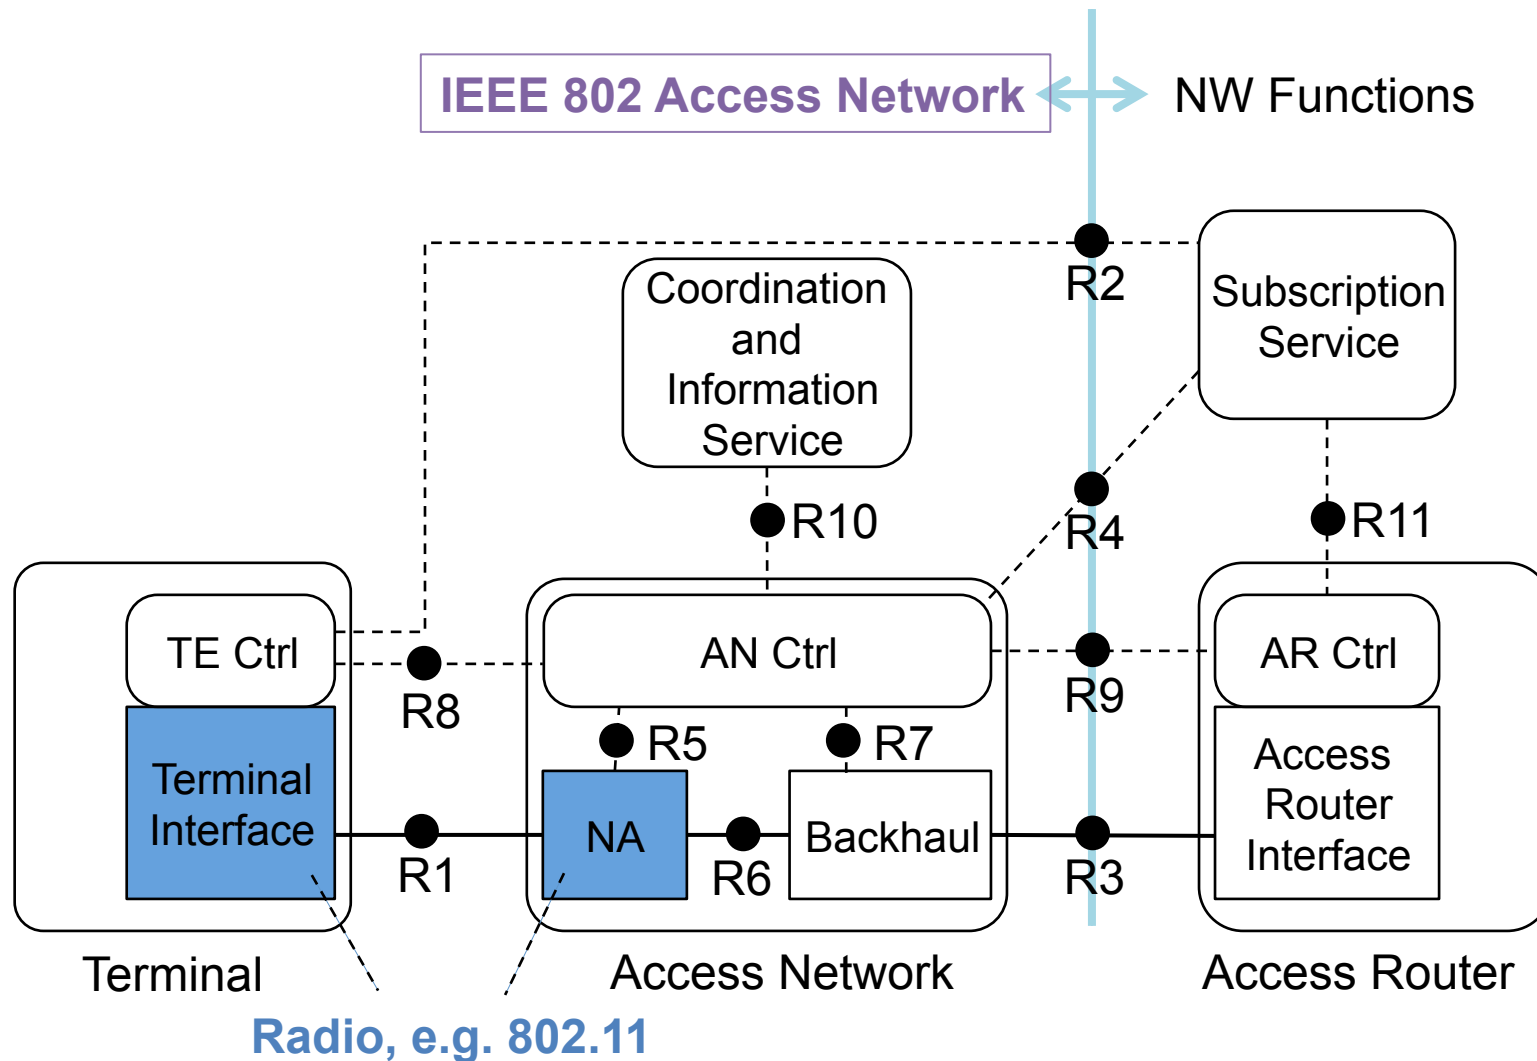 IEEE 802 Access Network
NW Functions
R2
Coordination
and
Information
Service
Subscription
Service
R10
R4
R11
TE Ctrl
R8
AN Ctrl
R9
AR Ctrl
R5
R7
Terminal
Interface
R1
NA
R6
Backhaul
R3
Access
Router
Interface
Terminal
Access Network
Access Router
Radio, e.g. 802.11